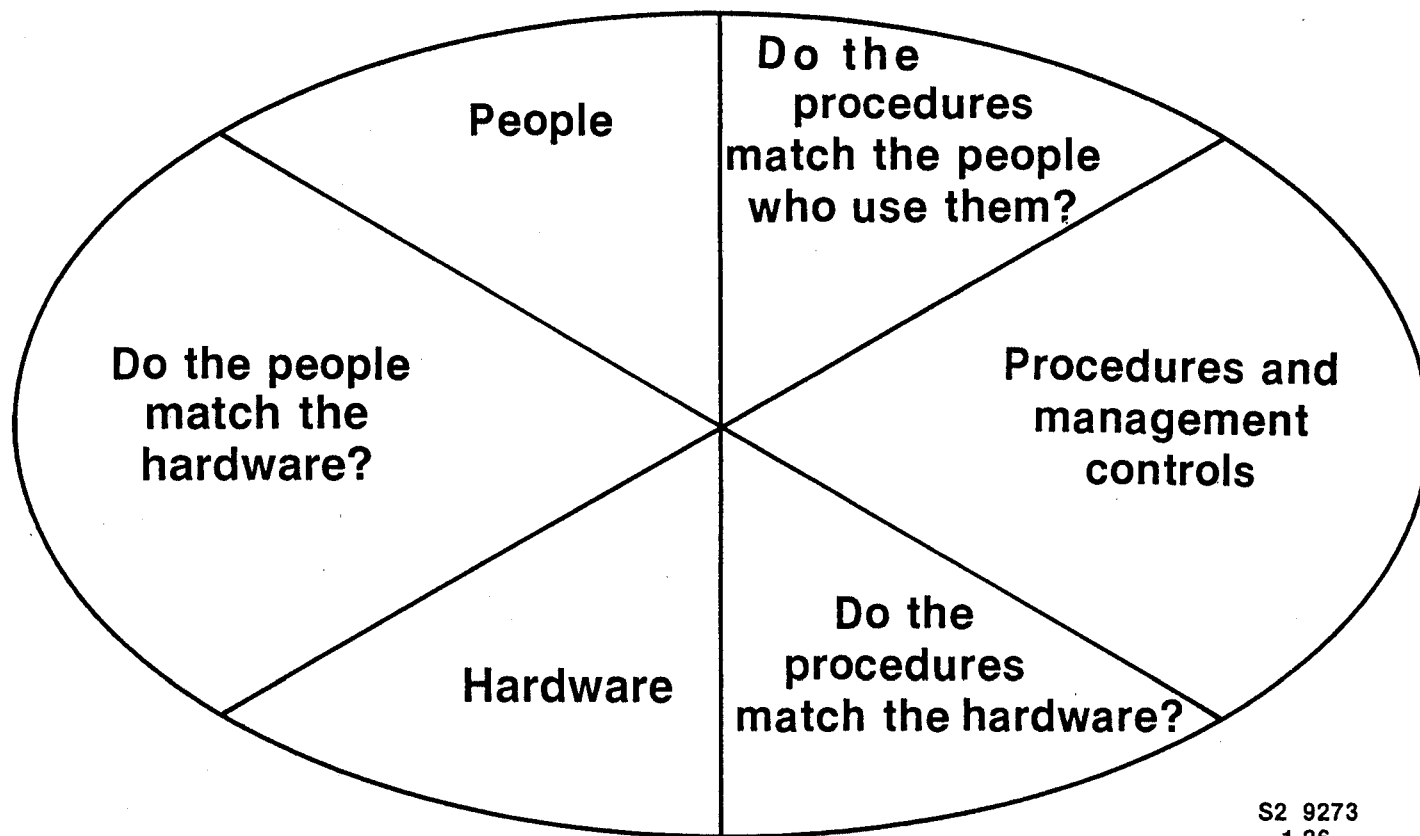 People
Do the
procedures
match the people
who use them?
Do the people
match the
hardware?
Procedures and
management
controls
Hardware
Do the
procedures
match the hardware?
S2 9273